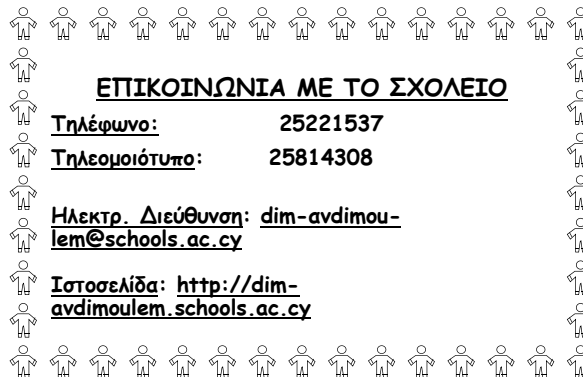 ΕΠΙΚΟΙΝΩΝΙΑ ΜΕ ΤΟ ΣΧΟΛΕΙΟ
Τηλέφωνο: 25221537
Τηλεομοιότυπο: 25814308
Ηλεκτρ. Διεύθυνση: dim-avdimou-
lem@schools.ac.cy
Ιστοσελίδα: http://dim-
avdimoulem.schools.ac.cy